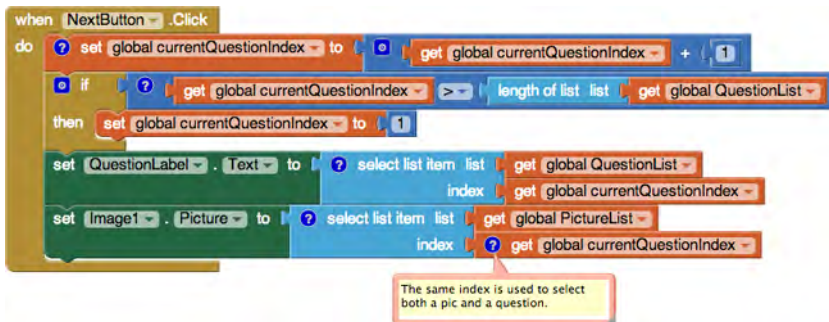 when NextButton .Click
do ? set global currentQuestionIndex to get global currentQuestionIndex + 1
if ? get global currentQuestionIndex > length of list list get global QuestionList
then set global currentQuestionIndex to 1
set QuestionLabel . Text to ? select list item list get global QuestionList
index get global currentQuestionIndex
set Image1 . Picture to ? select list item list get global PictureList
index ? get global currentQuestionIndex
The same index is used to select
both a pic and a question.